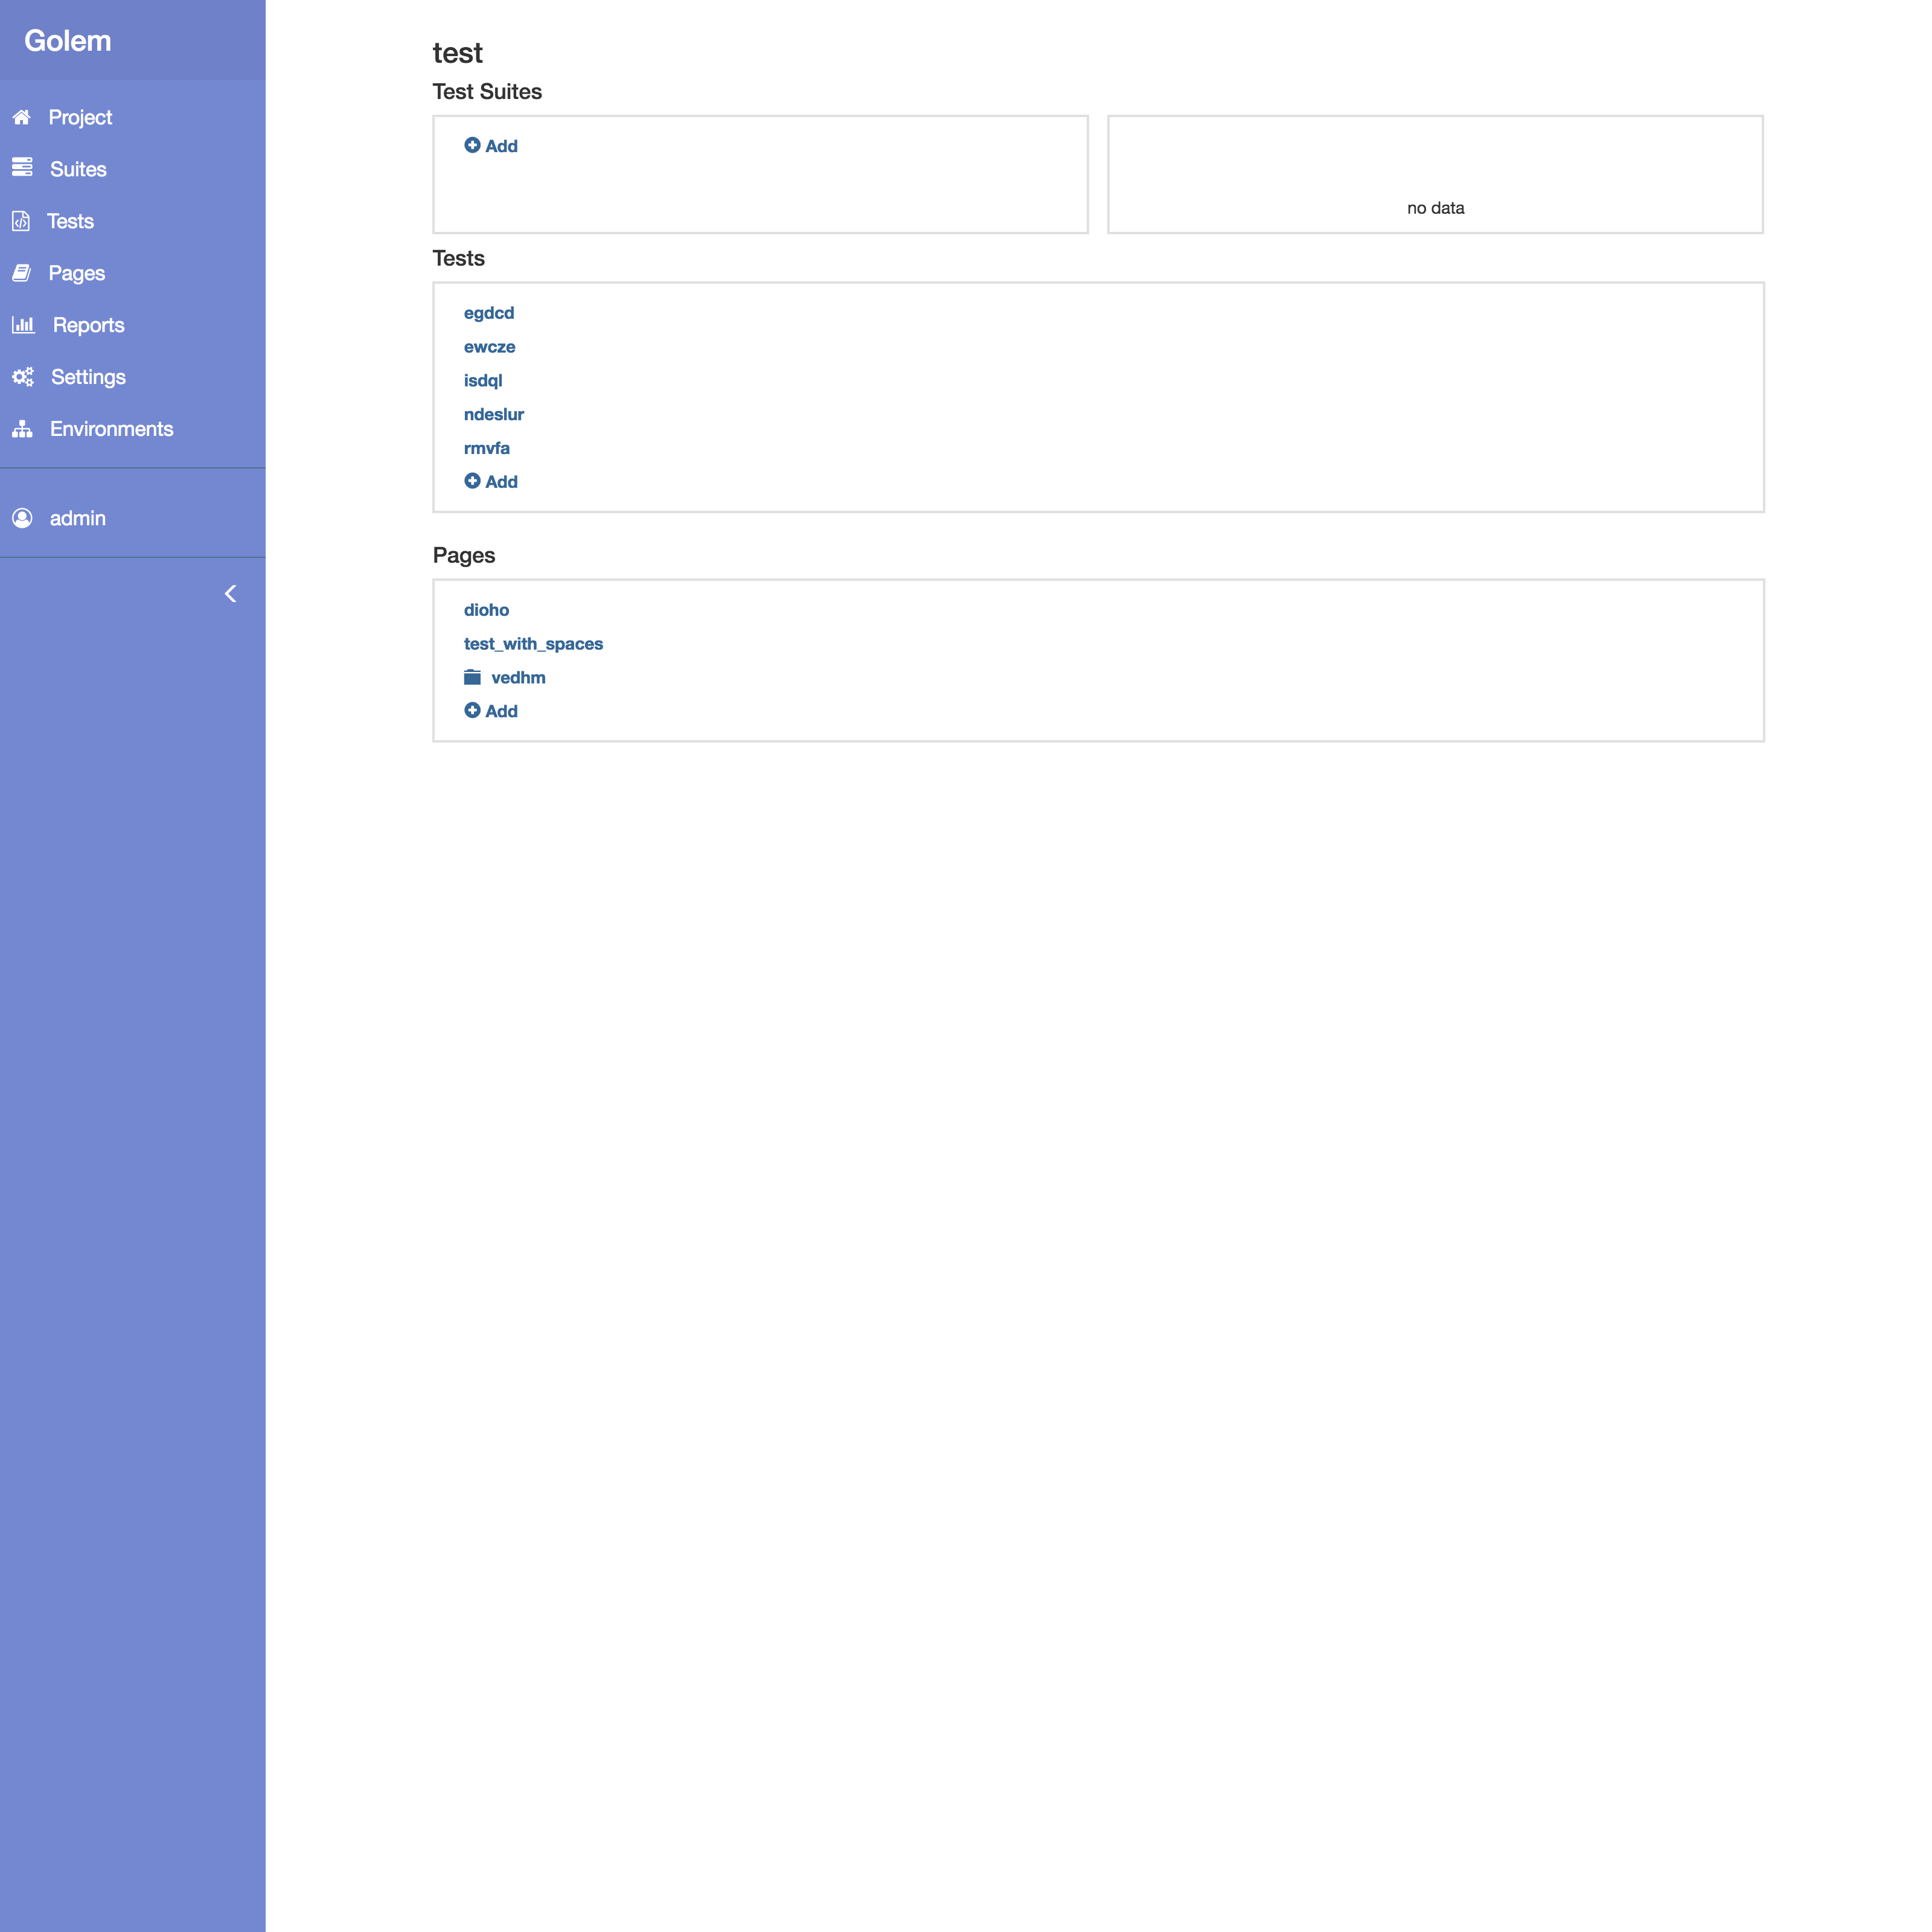 Golem
Project
Suites
Tests
Pages
Reports
Settings
Environments
admin
test
Test Suites
Add
no data
Tests
egdcd
ewcze
isdql
ndeslur
rmvfa
Add
Pages
dioho
test_with_spaces
vedhm
Add